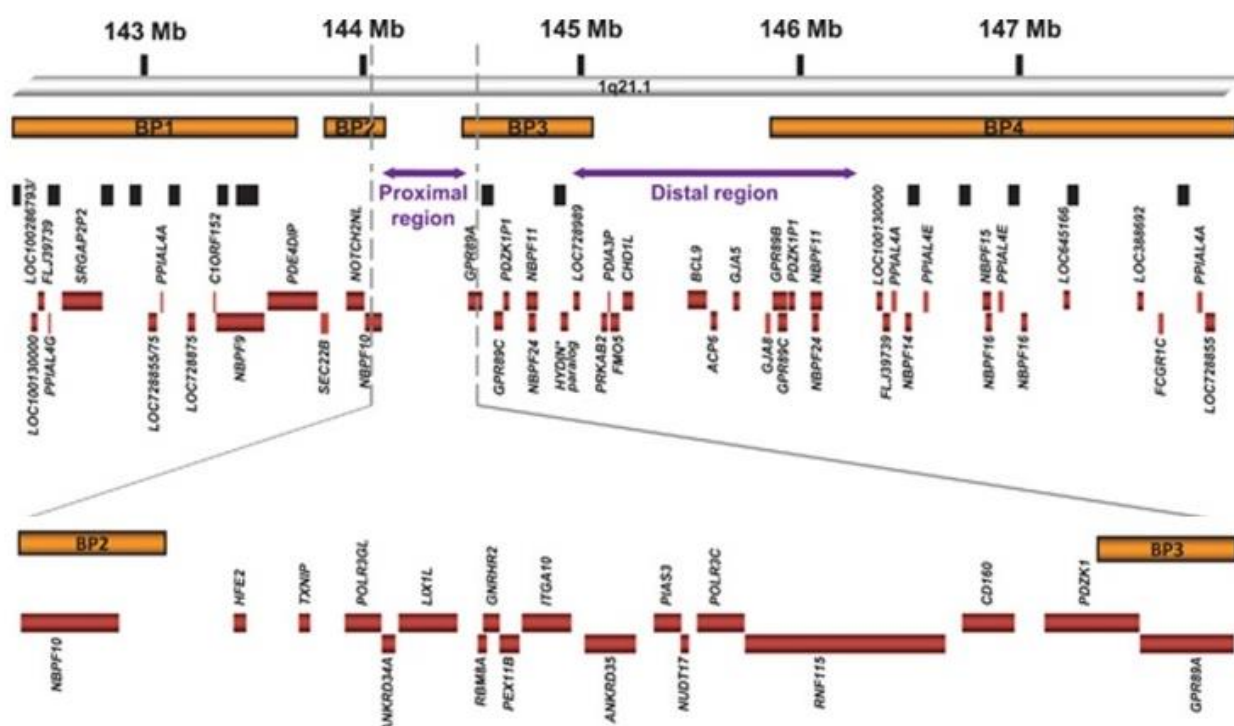 143 Mb 144 Mb 145 Mb 146 Mb 147 Mb
1q21.1
BP1 BP2 BP3 BP4
Proximal region
Distal region
LOC100286793/
FLJ39739
SRGAP2P2
PPIAL4A
C1ORF152
PDE4DIP
NOTCH2NL
GPR89A
PDZK1P1
NBPF11
LOC728989
PDIA3P
CHD1L
BCL9
GJA5
GPR89B
PDZK1P1
NBPF11
LOC100130000
PPIAL4A
PPIAL4E
NBPF15
PPIAL4E
LOC645166
LOC388692
PPIAL4A
LOC100130000
PPIAL4G
LOC728855/75
LOC728875
NBPF9
SEC22B
NBPF10
GPR89C
NBPF24
HYDIN*
paralog
PRKAB2
FMO5
ACP6
GJA8
GPR89C
NBPF24
FLJ39739
NBPF14
NBPF16
NBPF16
FCGR1C
LOC728855
BP2 BP3
HFE2
TXNIP
POLR3GL
LIX1L
GNRHR2
ITGA10
PIAS3
POLR3C
CD160
PDZK1
NBPF10
ANKRD34A
RBM8A
PEX11B
ANKRD35
NUDT17
RNF115
GPR89A